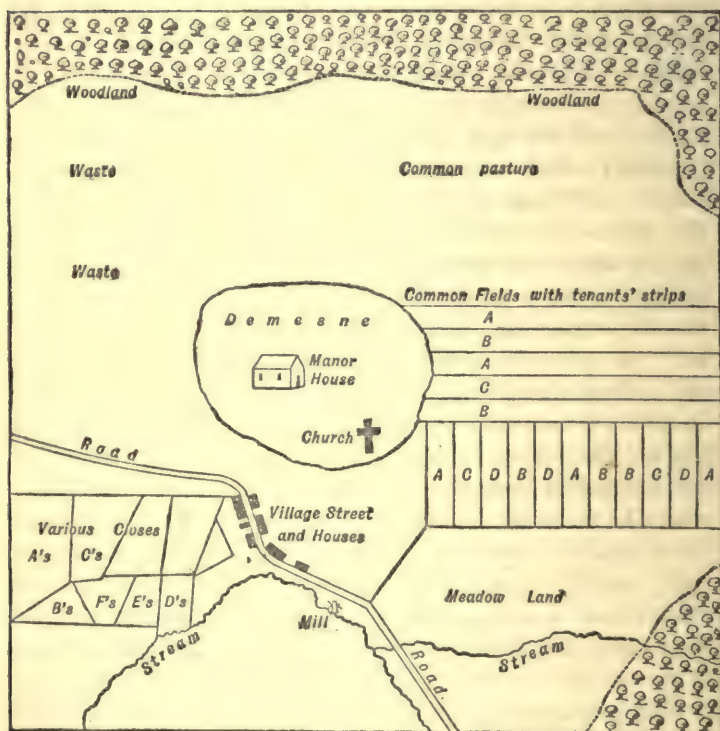 Woodland
Woodland
Waste
Common pasture
Waste
Common Fields with tenants' strips
A
B
A
C
B
Demesne
Manor
House
Church
A C D B D A B B C D A
Road
Village Street
and Houses
Various Closes
A's C's
B's F's E's D's
Meadow Land
Mill
Stream
Road.
Stream